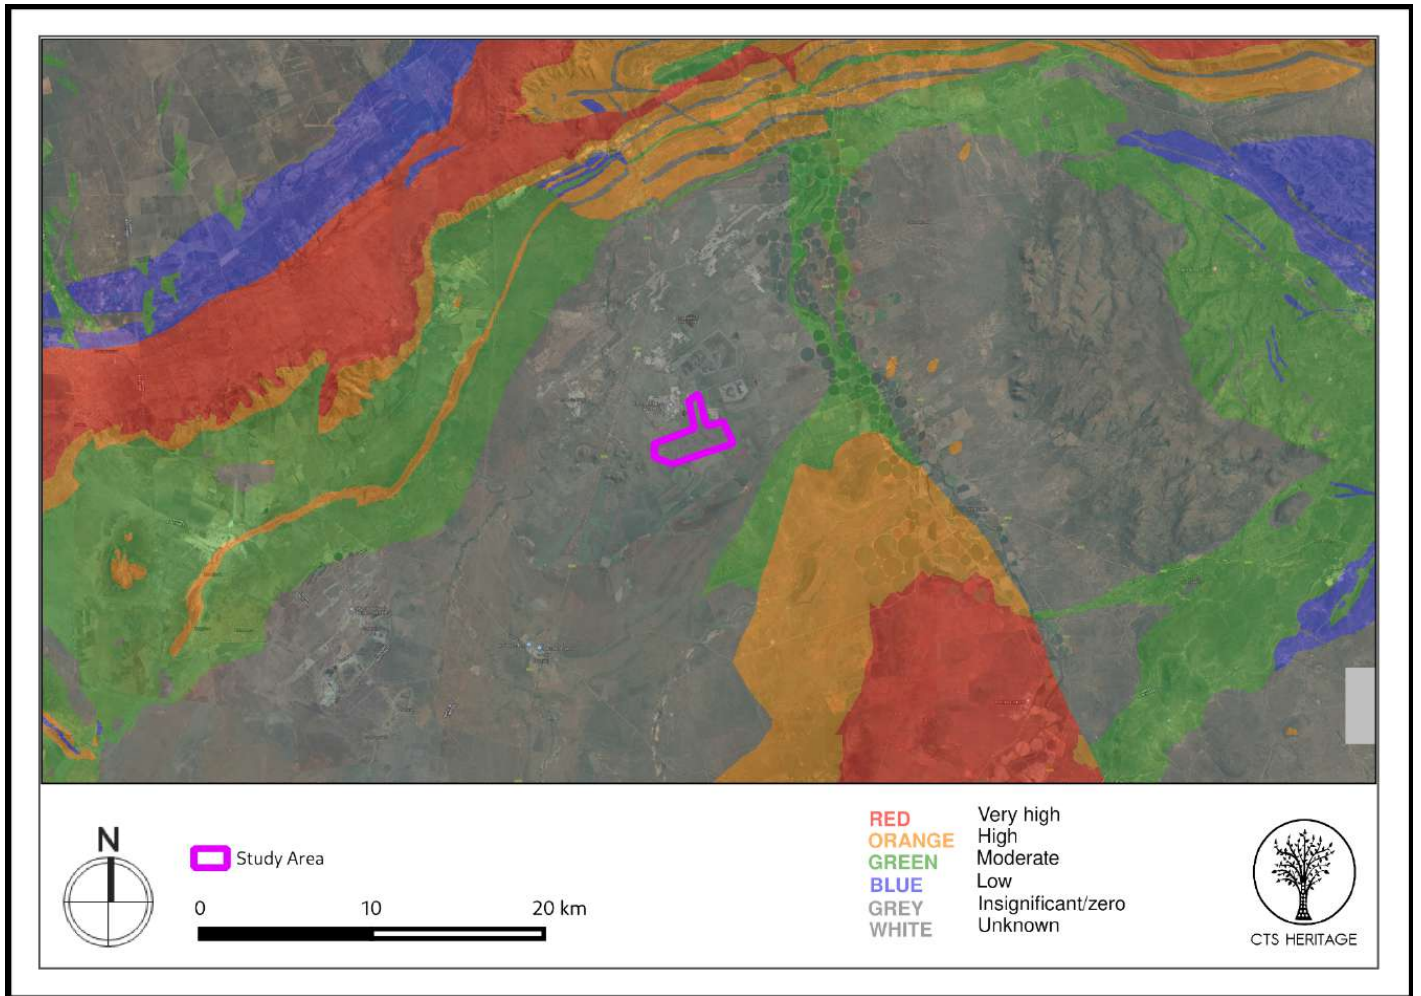 N
Study Area
0 10 20 km
RED Very high
ORANGE High
GREEN Moderate
BLUE Low
GREY Insignificant/zero
WHITE Unknown
CTS HERITAGE